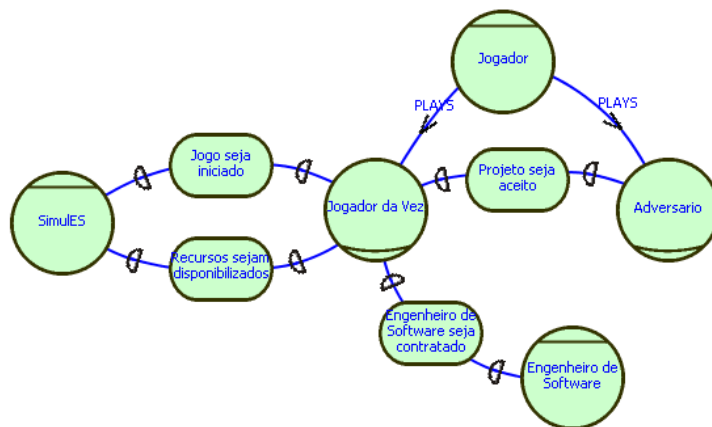 Jogador
PLAYS
PLAYS
Jogo seja
iniciado
Projeto seja
aceito
SimulES
Jogador da Vez
Adversario
Recursos sejam
disponibilizados
Engenheiro de
Software seja
contratado
Engenheiro de
Software